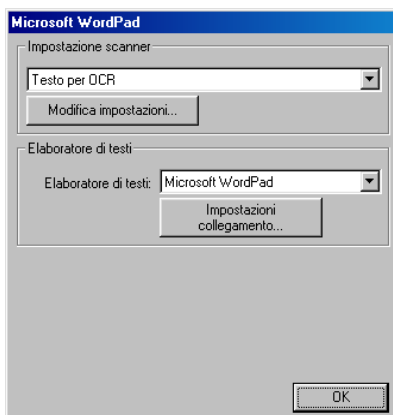 Microsoft WordPad
Impostazione scanner
Testo per OCR
Modifica impostazioni...
Elaboratore di testi
Elaboratore di testi: Microsoft WordPad
Impostazioni
collegamento...
OK